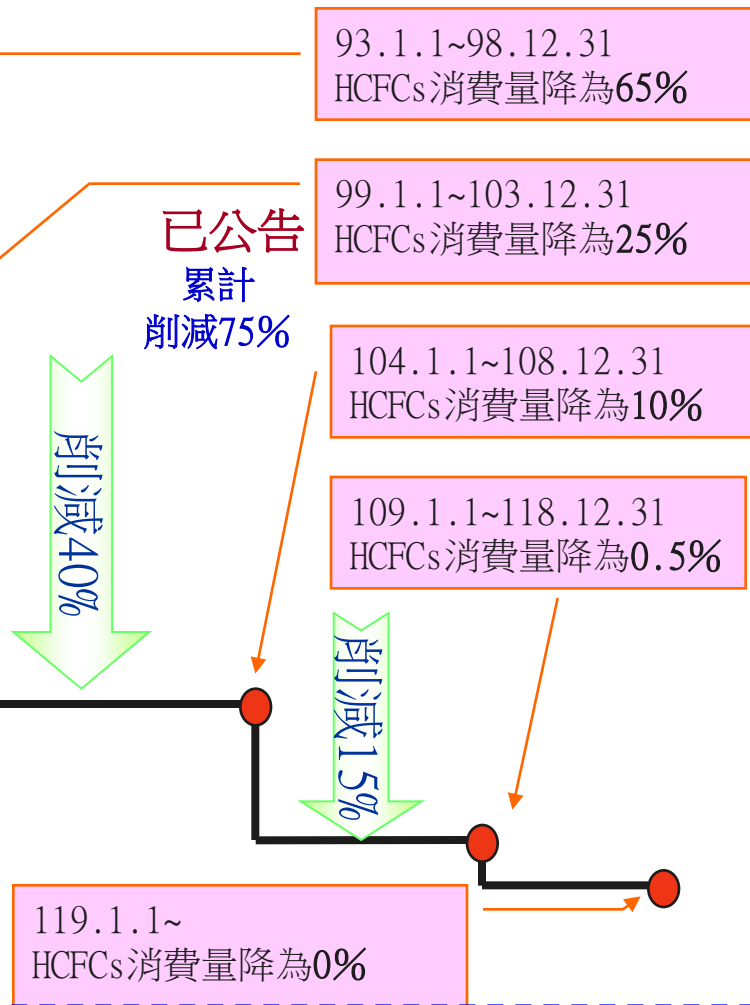 93.1.1~98.12.31
HCFCs消費量降為65%
99.1.1~103.12.31
HCFCs消費量降為25%
已公告
累計
削減75%
104.1.1~108.12.31
HCFCs消費量降為10%
削減40%
109.1.1~118.12.31
HCFCs消費量降為0.5%
削減15%
119.1.1~
HCFCs消費量降為0%